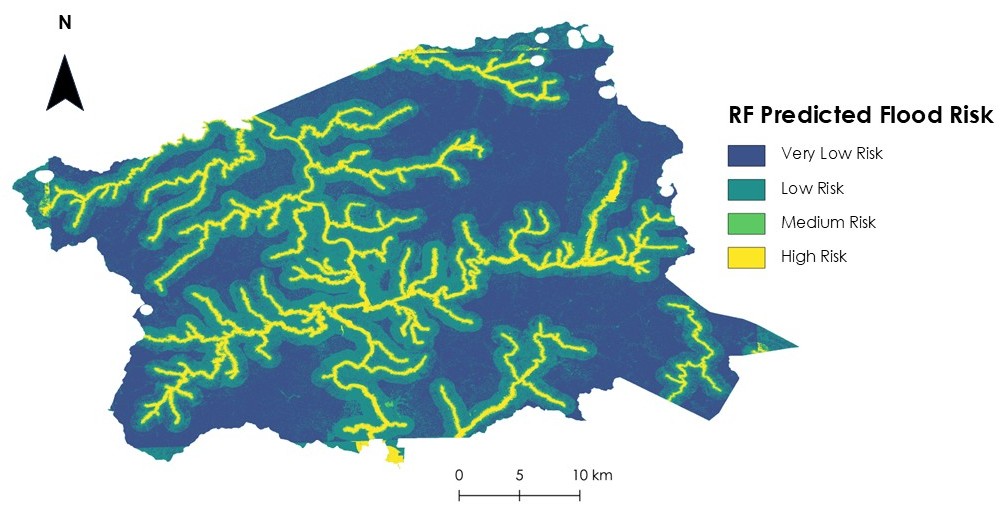 N
RF Predicted Flood Risk
Very Low Risk
Low Risk
Medium Risk
High Risk
0 5 10 km